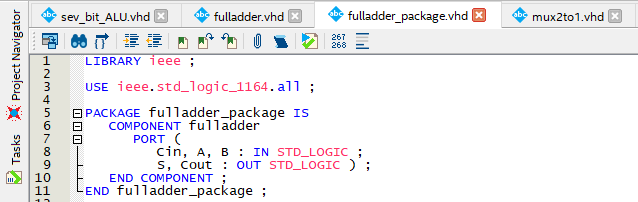 sev_bit_ALU.vhd fulladder.vhd fulladder_package.vhd mux2to1.vhd
Project Navigator
Tasks
267
268
1 LIBRARY ieee ;
2
3 USE ieee.std_logic_1164.all ;
4
5 PACKAGE fulladder_package IS
6 COMPONENT fulladder
7 PORT (
8 Cin, A, B : IN STD_LOGIC ;
9 S, Cout : OUT STD_LOGIC ) ;
10 END COMPONENT ;
11 END fulladder_package ;